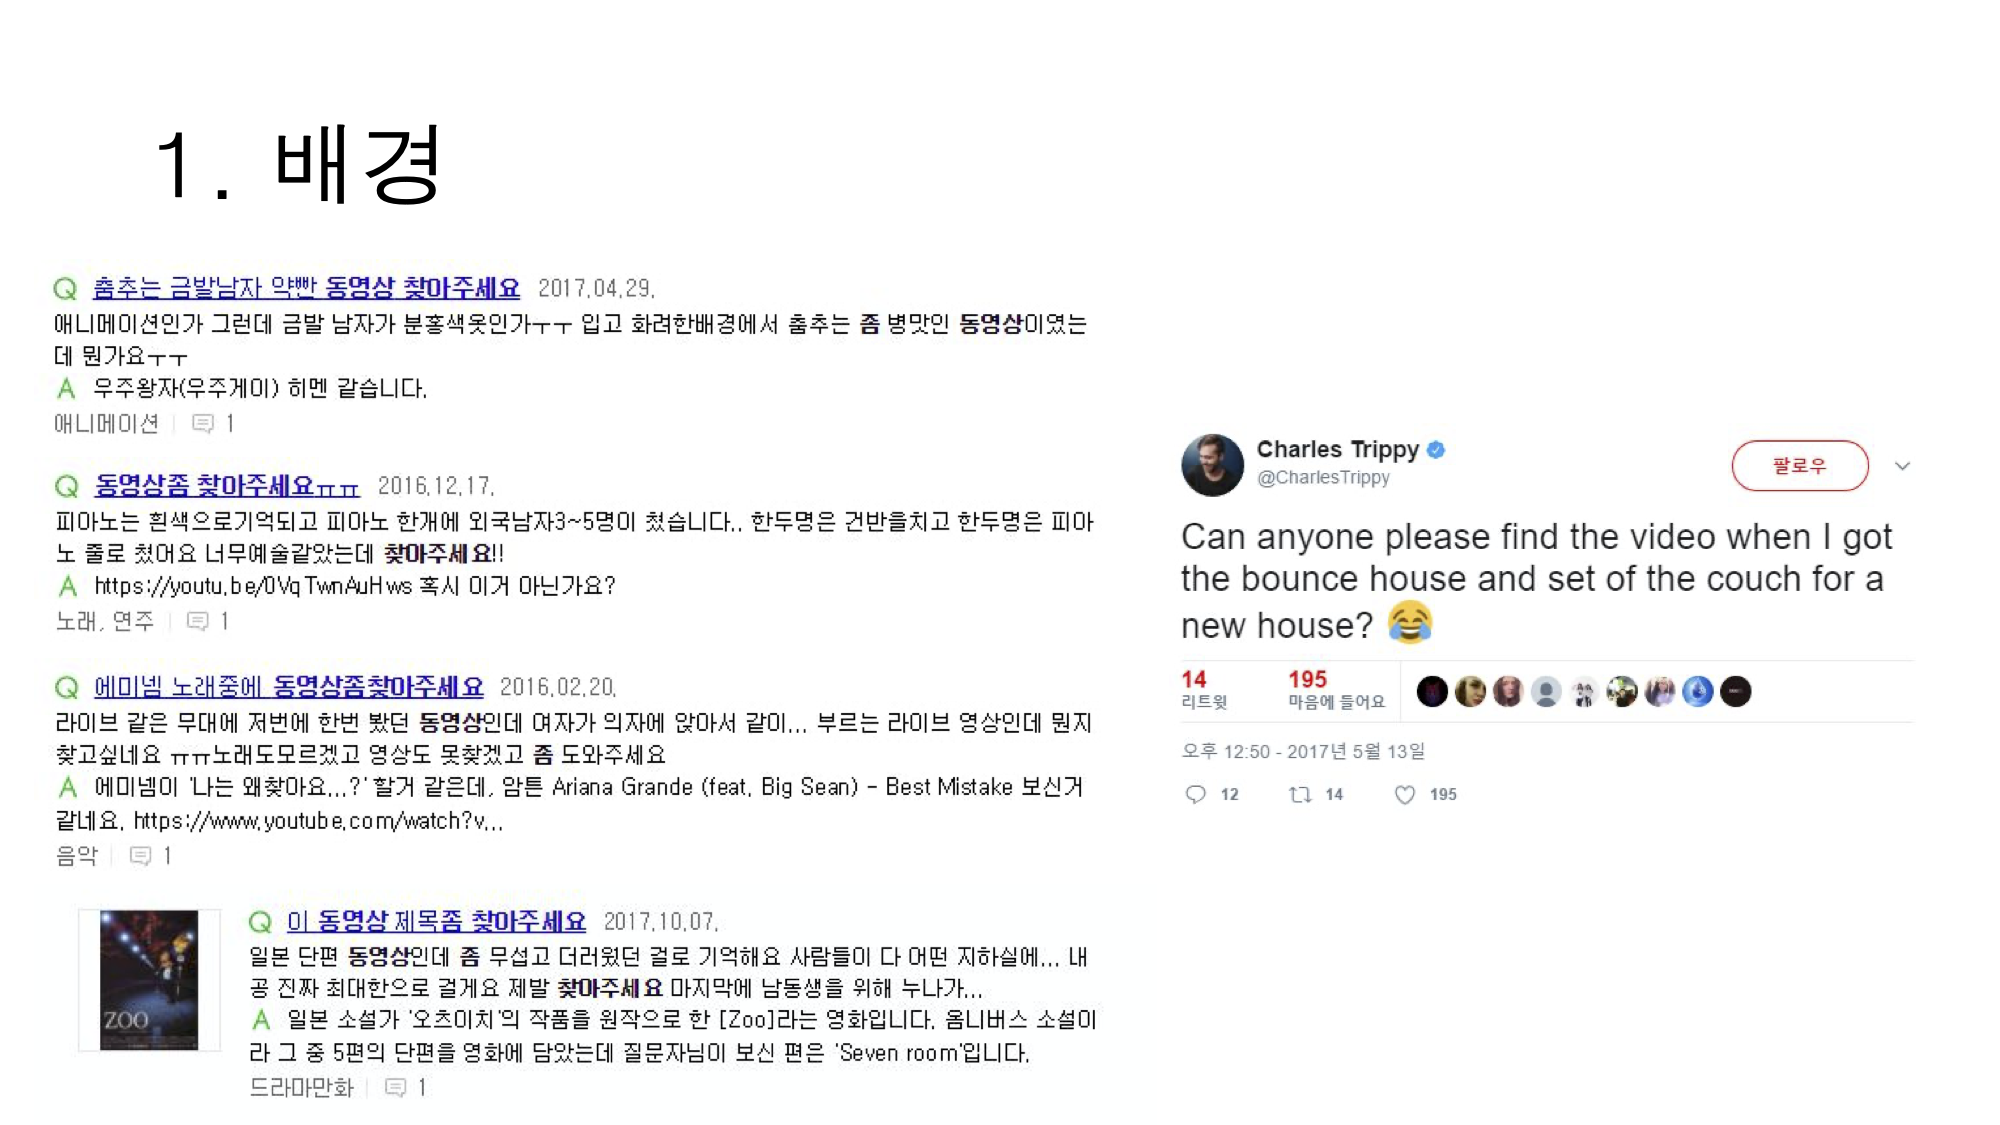 1. 배경
Q 춤추는 금발남자 약빤 동영상 찾아주세요 2017.04.29.
애니메이션인가 그런데 금발 남자가 분홍색옷인가ㅜㅜ 입고 화려한배경에서 춤추는 좀 병맛인 동영상이였는
데 뭔가요ㅜㅜ
A 우주왕자(우주게이) 히멘 같습니다.
애니메이션 1
Q 동영상좀 찾아주세요ㅠㅠ 2016.12.17.
피아노는 흰색으로기억되고 피아노 한개에 외국남자3~5명이 쳤습니다.. 한두명은 건반을치고 한두명은 피아
노 줄로 쳤어요 너무예술같았는데 찾아주세요!!
A https://youtu.be/0VqTwnAuHws 혹시 이거 아닌가요?
노래, 연주 1
Q 에미넴 노래중에 동영상좀찾아주세요 2016.02.20.
라이브 같은 무대에 저번에 한번 봤던 동영상인데 여자가 의자에 앉아서 같이... 부르는 라이브 영상인데 뭔지
찾고싶네요 ㅠㅠ노래도모르겠고 영상도 못찾겠고 좀 도와주세요
A 에미넴이 '나는 왜찾아요...?' 할거 같은데, 암튼 Ariana Grande (feat. Big Sean) - Best Mistake 보신거
같네요. https://www.youtube.com/watch?v...
음악 1
ZOO
Q 이 동영상 제목좀 찾아주세요 2017.10.07.
일본 단편 동영상인데 좀 무섭고 더러웠던 걸로 기억해요 사람들이 다 어떤 지하실에... 내
공 진짜 최대한으로 걸게요 제발 찾아주세요 마지막에 남동생을 위해 누나가...
A 일본 소설가 '오츠이치'의 작품을 원작으로 한 [Zoo]라는 영화입니다. 옴니버스 소설이
라 그 중 5편의 단편을 영화에 담았는데 질문자님이 보신 편은 'Seven room'입니다.
드라마만화 1
Charles Trippy
@CharlesTrippy
팔로우
Can anyone please find the video when I got
the bounce house and set of the couch for a
new house? 😂
14 195
리트윗 마음에 들어요
오후 12:50 - 2017년 5월 13일
12 14 195